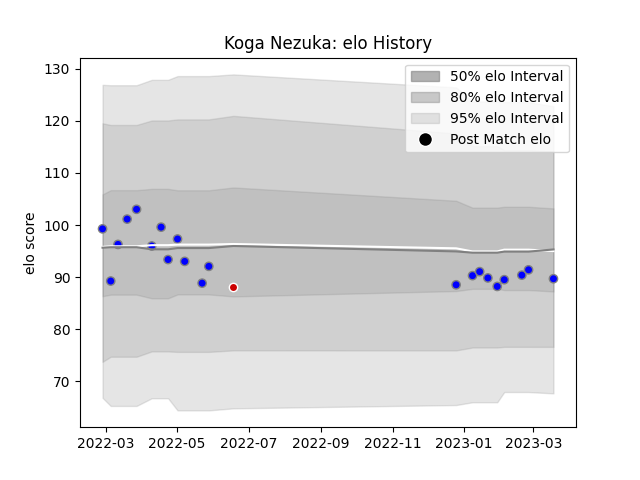 Koga Nezuka: elo History
50% elo Interval
80% elo Interval
95% elo Interval
Post Match elo
elo score
130
120
110
100
90
80
70
2022-03 2022-05 2022-07 2022-09 2022-11 2023-01 2023-03